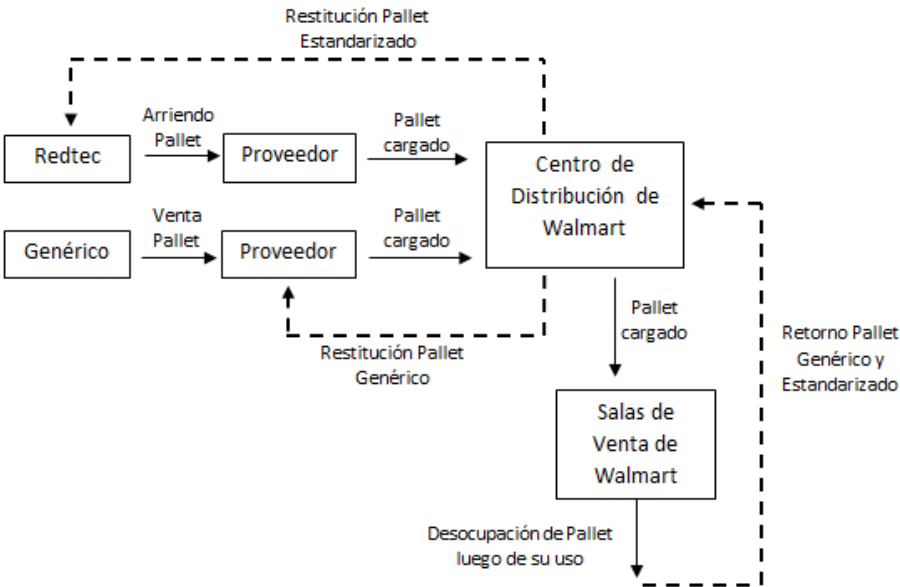 Restitución Pallet
Estandarizado
Arriendo
Pallet
Pallet
cargado
Redtec
Proveedor
Centro de
Distribución de
Walmart
Venta
Pallet
Pallet
cargado
Genérico
Proveedor
Restitución Pallet
Genérico
Pallet
cargado
Retorno Pallet
Genérico y
Estandarizado
Salas de
Venta de
Walmart
Desocupación de Pallet
luego de su uso